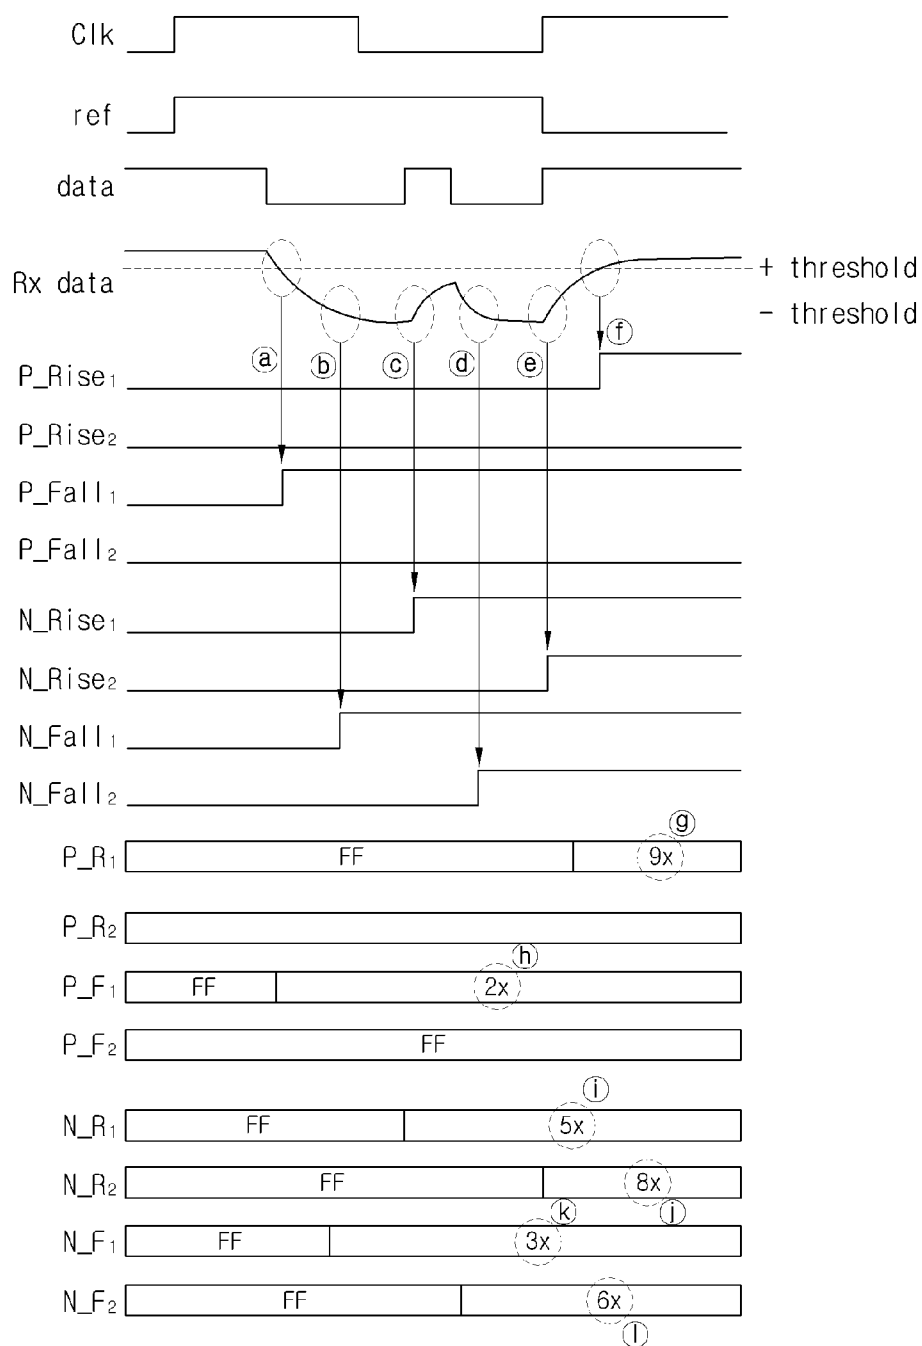 Clk
ref
data
Rx data
+ threshold
- threshold
ⓐ ⓑ ⓒ ⓓ ⓔ ⓕ
P_Rise₁
P_Rise₂
P_Fall₁
P_Fall₂
N_Rise₁
N_Rise₂
N_Fall₁
N_Fall₂
ⓖ
P_R₁ FF 9x
P_R₂
ⓗ
P_F₁ FF 2x
P_F₂ FF
ⓘ
N_R₁ FF 5x
N_R₂ FF 8x
ⓚ ⓙ
N_F₁ FF 3x
N_F₂ FF 6x
ⓛ